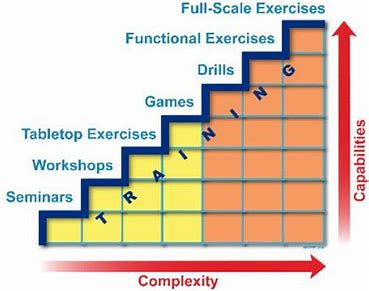 Full-Scale Exercises
Functional Exercises
Drills
Games
Tabletop Exercises
Workshops
Seminars
TRAINING
Capabilities
Complexity